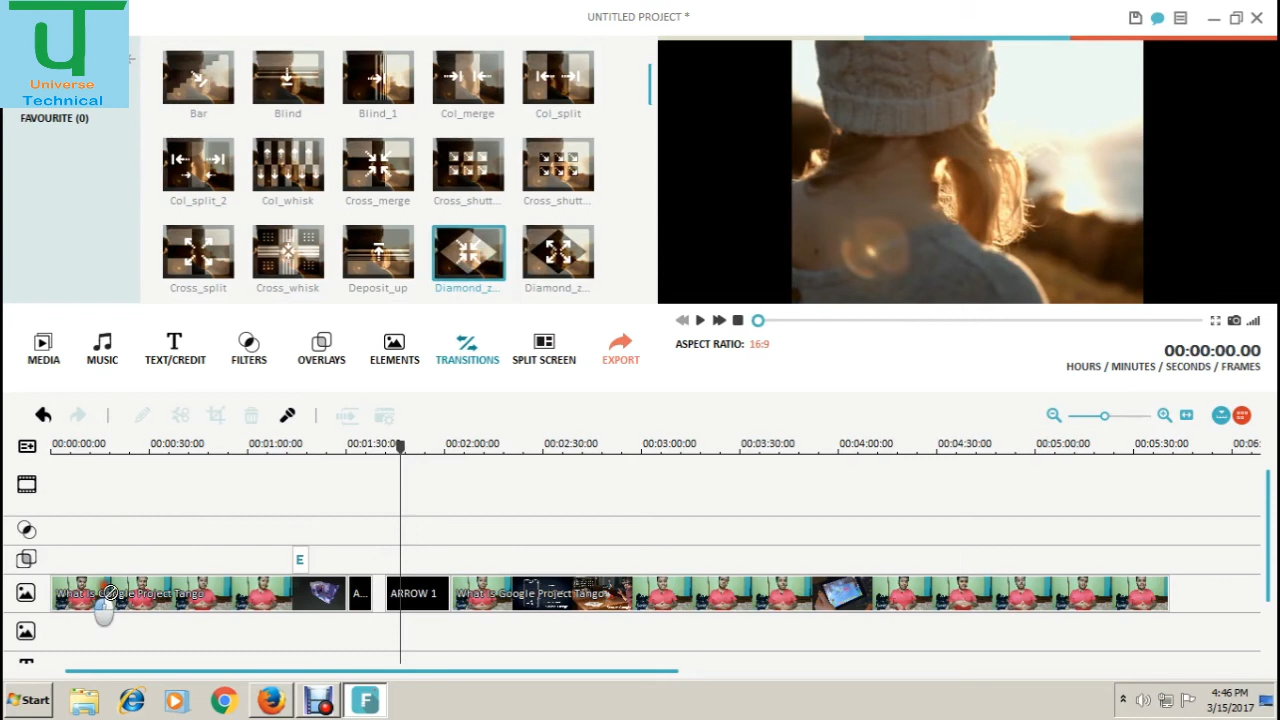 UNTITLED PROJECT *
Universe
Technical
FAVOURITE (0)
Bar
Blind
Blind_1
Col_merge
Col_split
Col_split_2
Col_whisk
Cross_merge
Cross_shutt...
Cross_shutt...
Cross_split
Cross_whisk
Deposit_up
Diamond_z...
Diamond_z...
MEDIA
MUSIC
TEXT/CREDIT
FILTERS
OVERLAYS
ELEMENTS
TRANSITIONS
SPLIT SCREEN
EXPORT
ASPECT RATIO: 16:9
00:00:00.00
HOURS / MINUTES / SECONDS / FRAMES
00:00:00:00
00:00:30:00
00:01:00:00
00:01:30:00
00:02:00:00
00:02:30:00
00:03:00:00
00:03:30:00
00:04:00:00
00:04:30:00
00:05:00:00
00:05:30:00
00:06:
E
What Is Google Project Tango
A...
ARROW 1
What Is Google Project Tango
Start
F
4:46 PM
3/15/2017